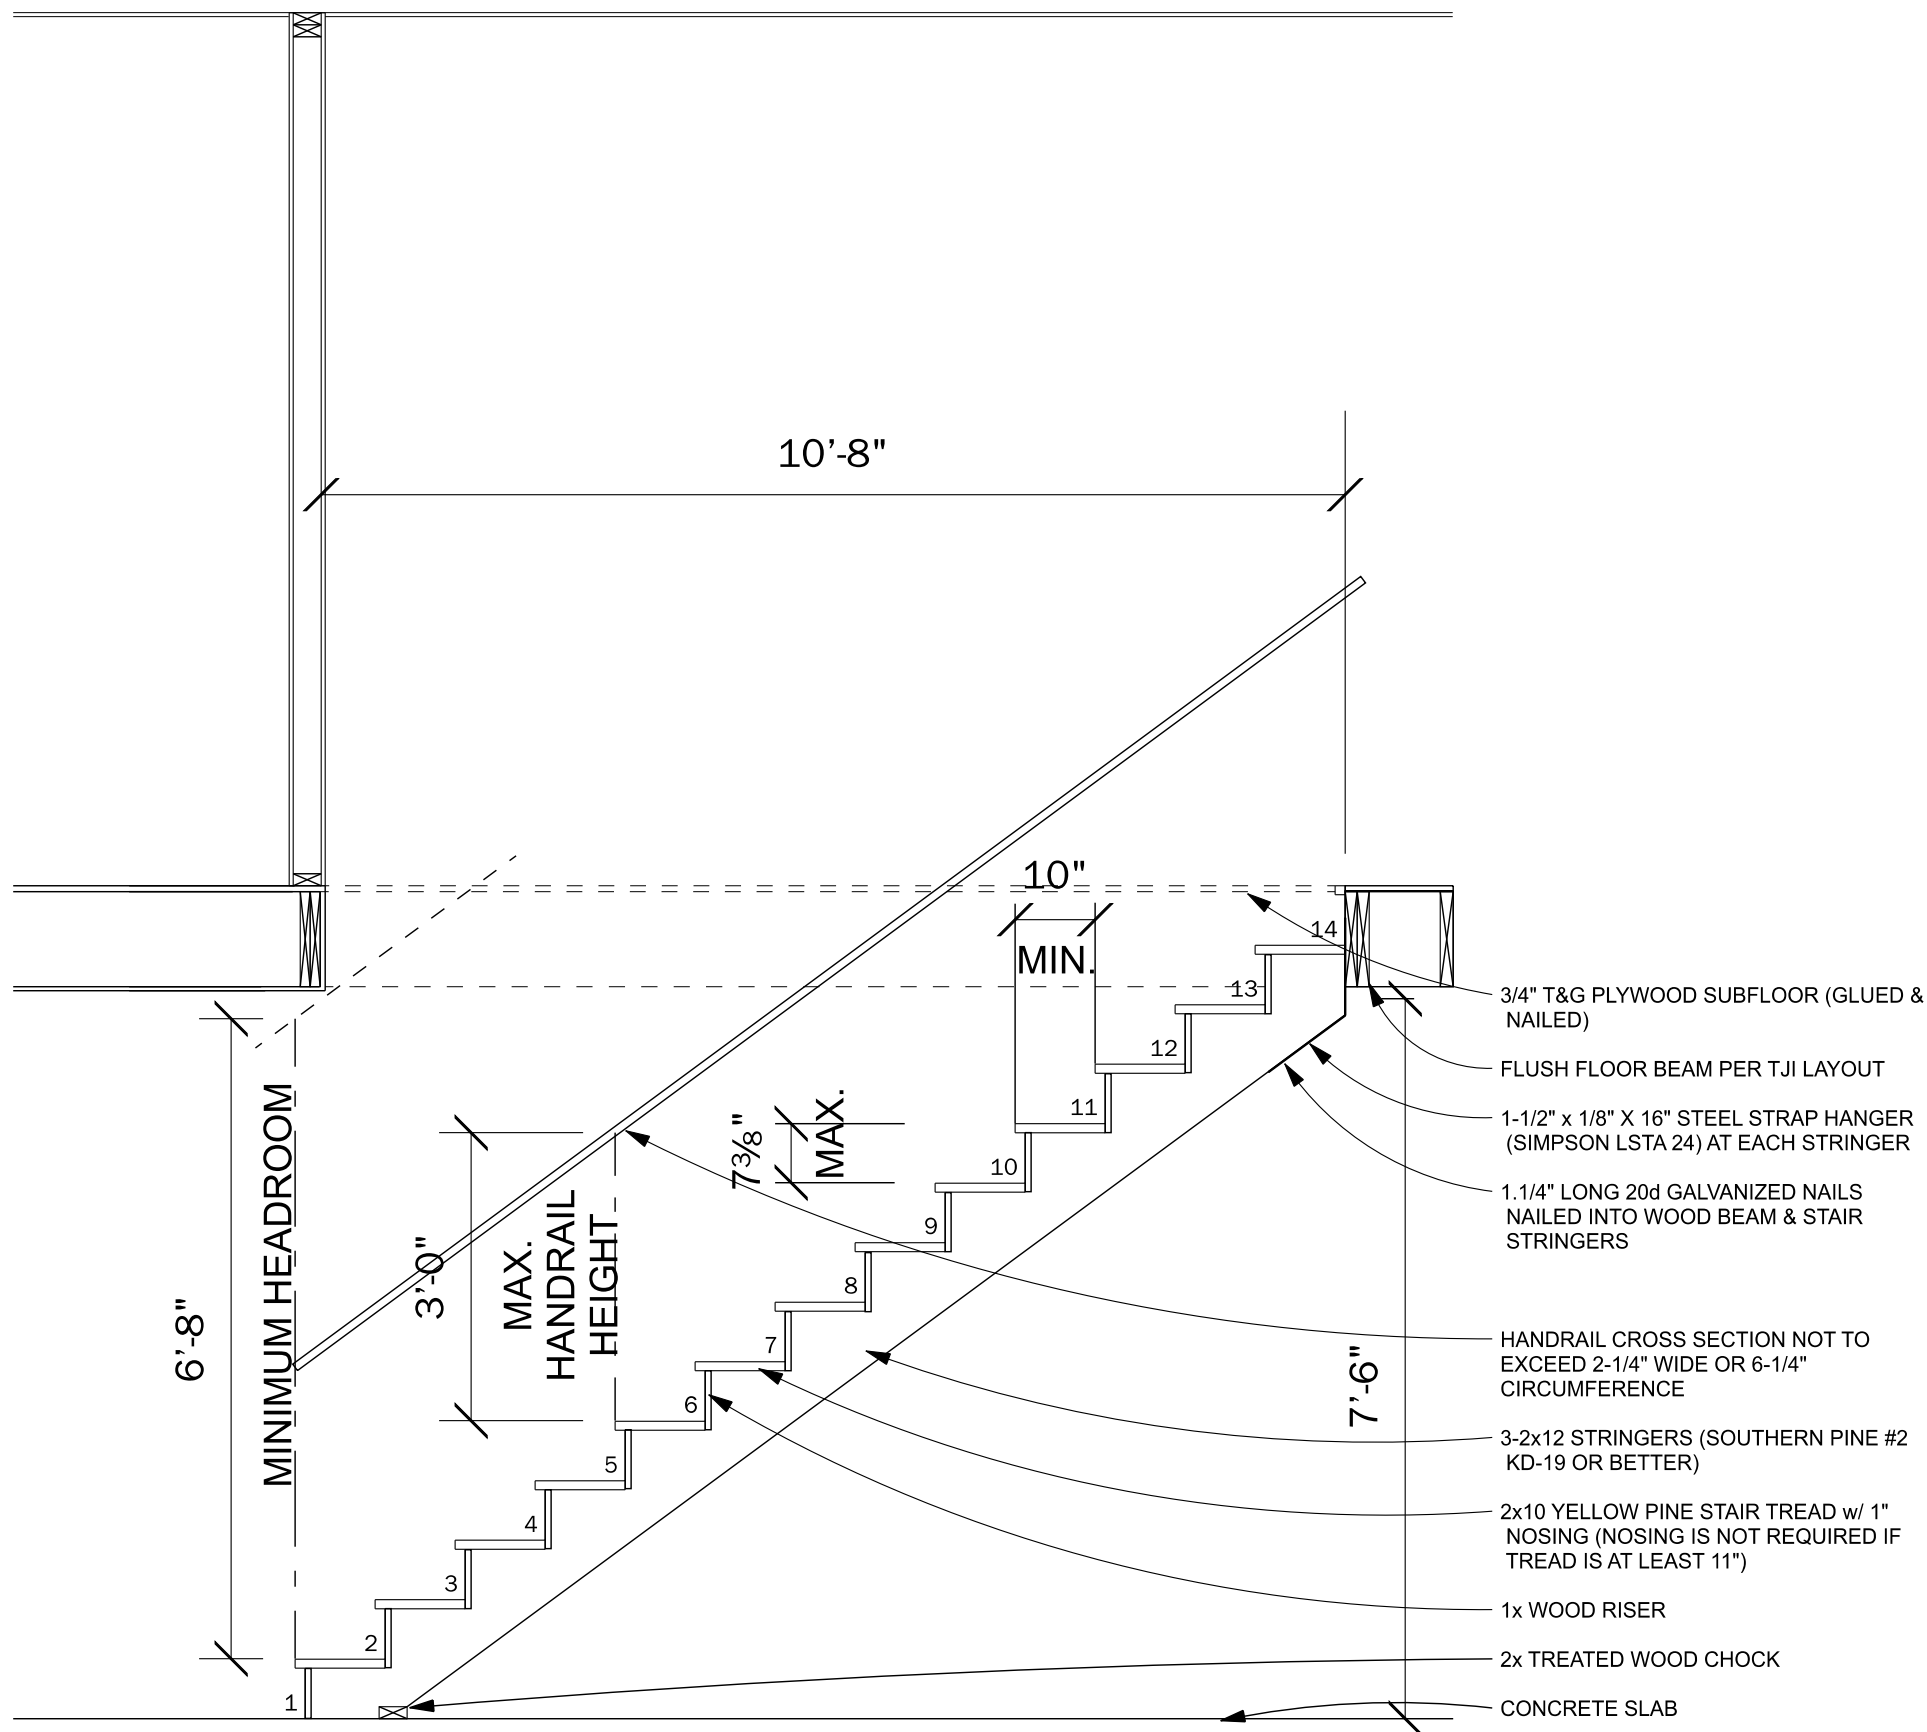 10'-8"
10"
MIN.
14
13
12
11
10
9
8
7
6
5
4
3
2
1
7⅜"
MAX.
3'-0"
MAX.
HANDRAIL
HEIGHT
6'-8"
MINIMUM HEADROOM
7'-6"
3/4" T&G PLYWOOD SUBFLOOR (GLUED &
NAILED)
FLUSH FLOOR BEAM PER TJI LAYOUT
1-1/2" x 1/8" X 16" STEEL STRAP HANGER
(SIMPSON LSTA 24) AT EACH STRINGER
1.1/4" LONG 20d GALVANIZED NAILS
NAILED INTO WOOD BEAM & STAIR
STRINGERS
HANDRAIL CROSS SECTION NOT TO
EXCEED 2-1/4" WIDE OR 6-1/4"
CIRCUMFERENCE
3-2x12 STRINGERS (SOUTHERN PINE #2
KD-19 OR BETTER)
2x10 YELLOW PINE STAIR TREAD w/ 1"
NOSING (NOSING IS NOT REQUIRED IF
TREAD IS AT LEAST 11")
1x WOOD RISER
2x TREATED WOOD CHOCK
CONCRETE SLAB